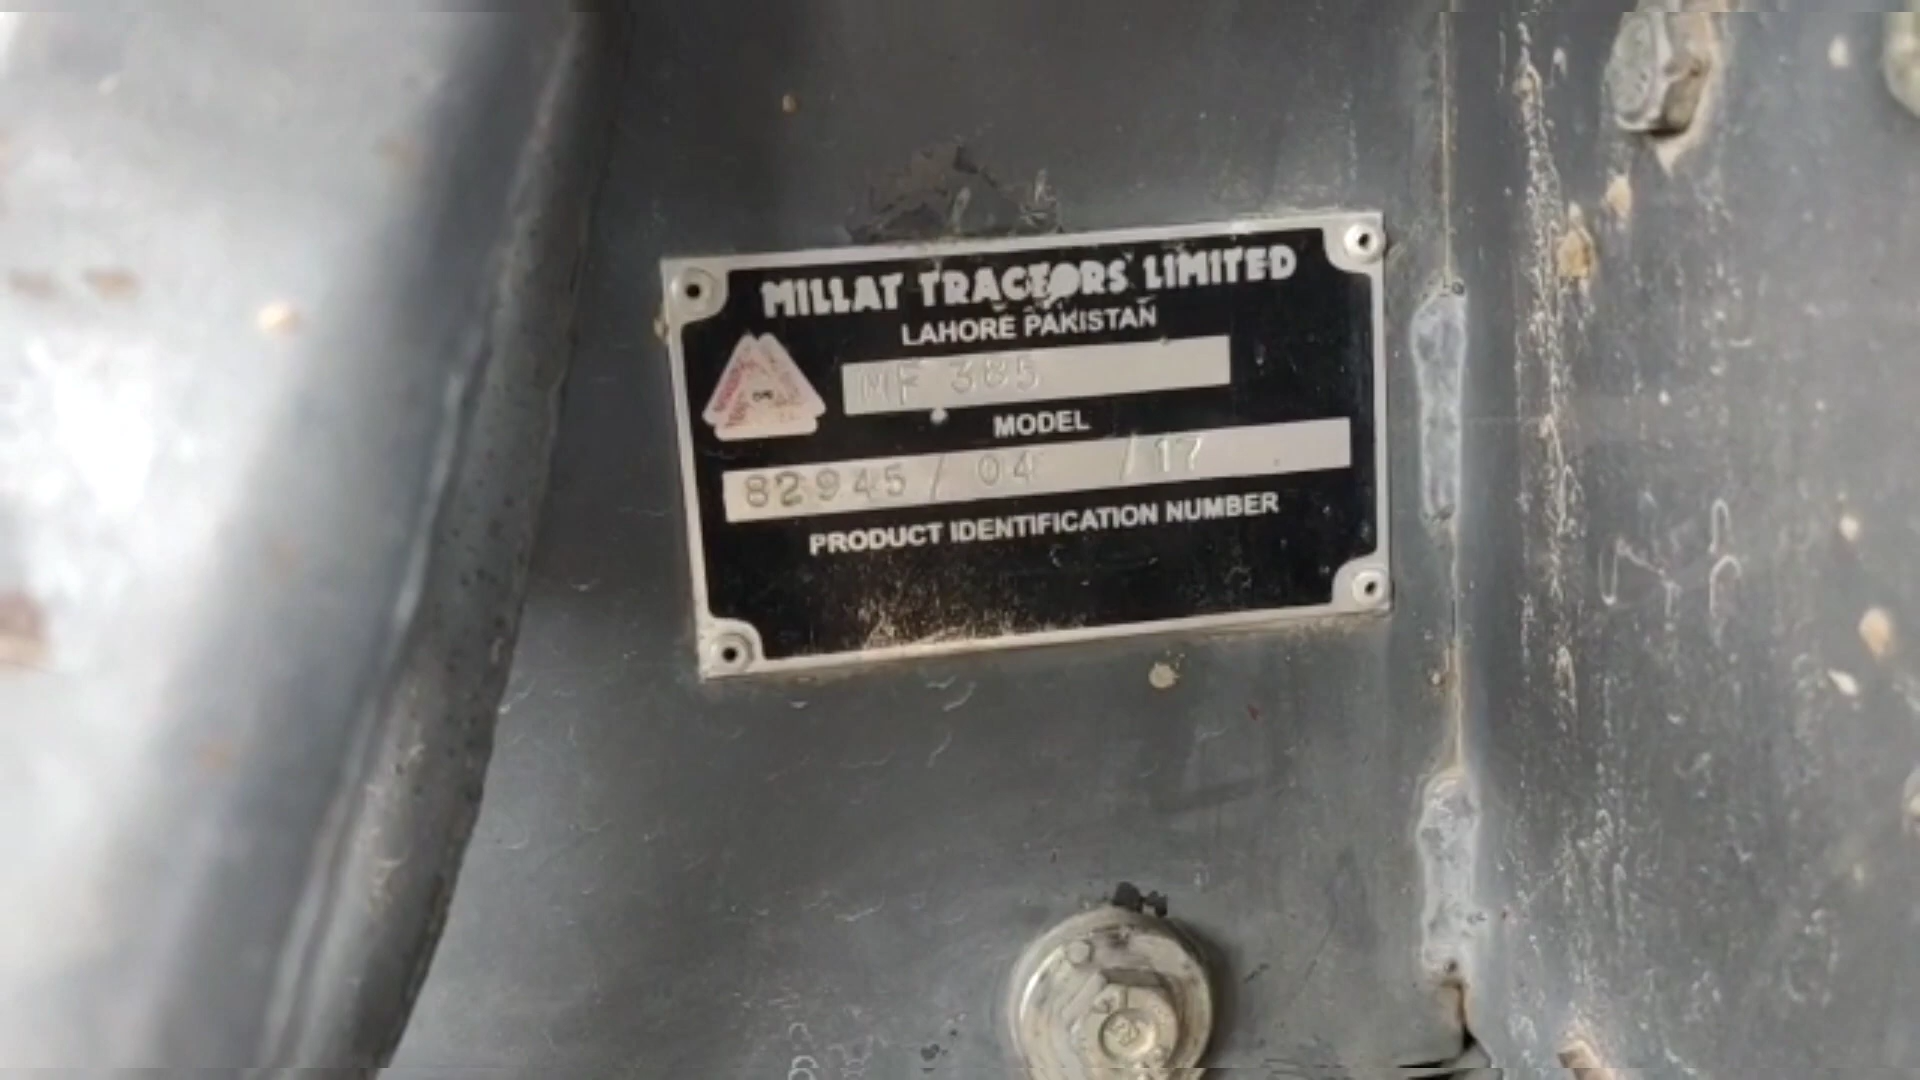 MILLAT TRACTORS LIMITED
LAHORE PAKISTAN
MF 385
MODEL
82945/ 04 /17
PRODUCT IDENTIFICATION NUMBER